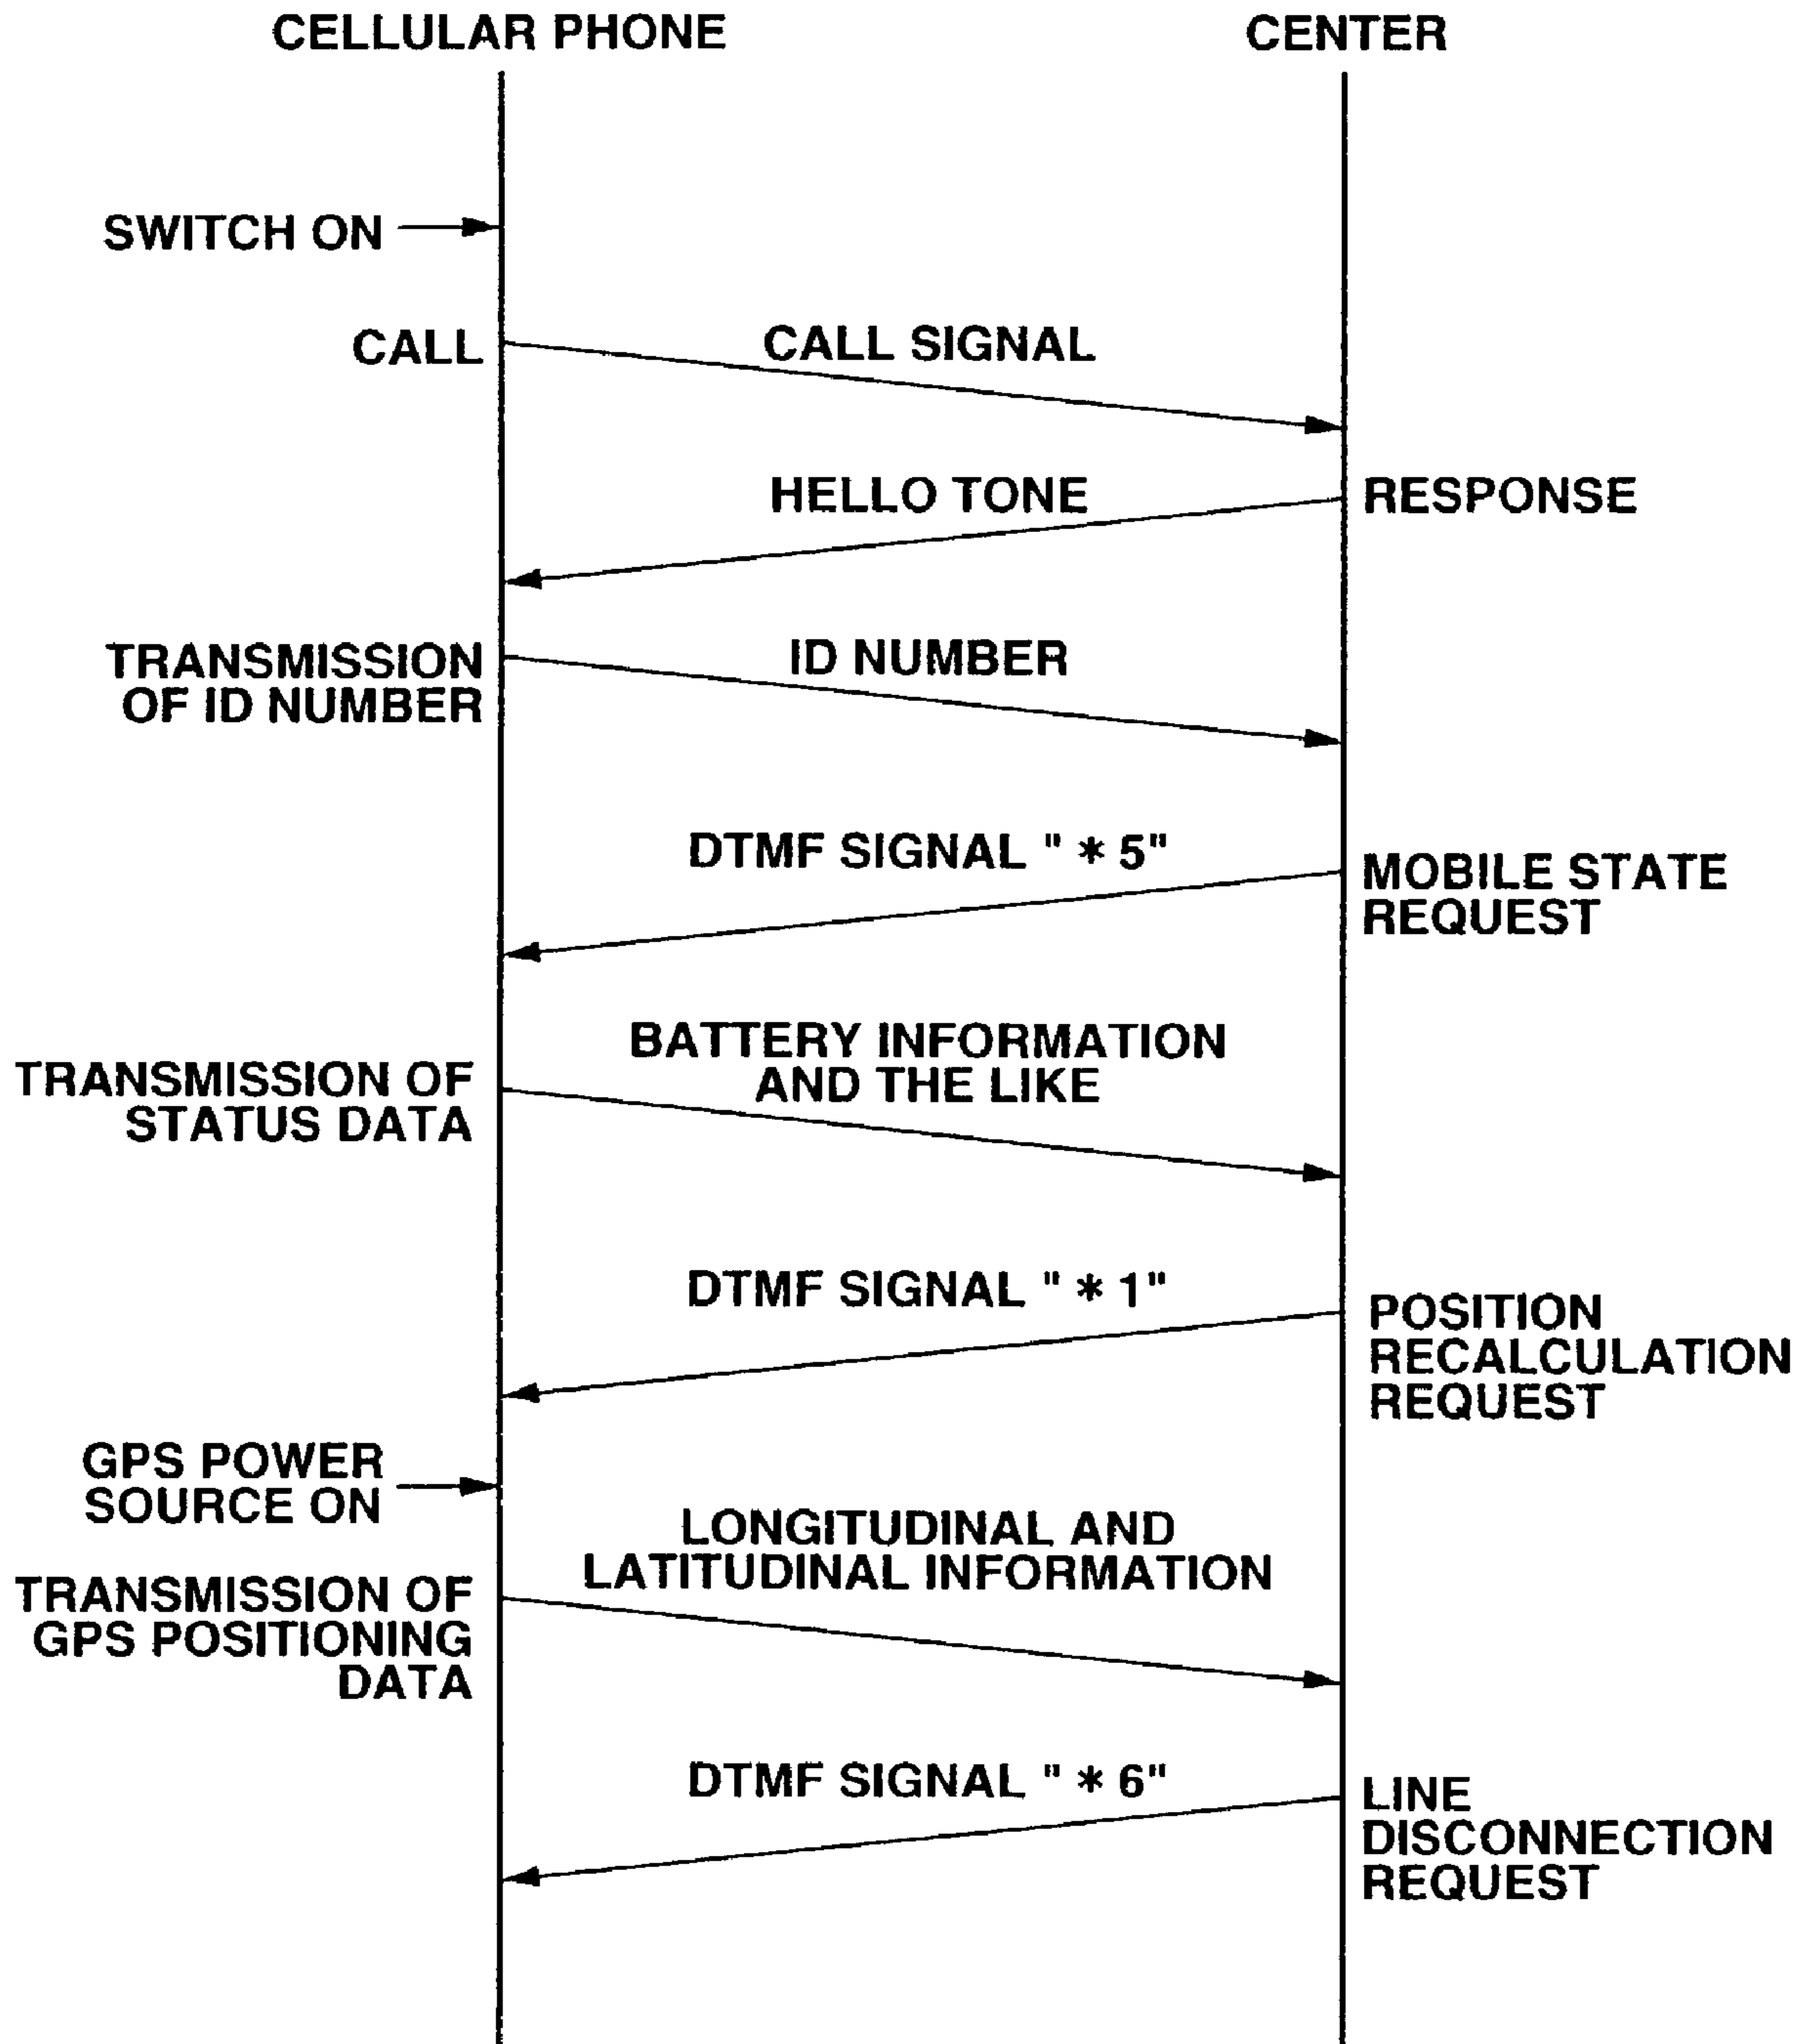 CELLULAR PHONE
CENTER
SWITCH ON
CALL
CALL SIGNAL
HELLO TONE
RESPONSE
TRANSMISSION
OF ID NUMBER
ID NUMBER
DTMF SIGNAL " * 5"
MOBILE STATE
REQUEST
BATTERY INFORMATION
AND THE LIKE
TRANSMISSION OF
STATUS DATA
DTMF SIGNAL " * 1"
POSITION
RECALCULATION
REQUEST
GPS POWER
SOURCE ON
LONGITUDINAL AND
LATITUDINAL INFORMATION
TRANSMISSION OF
GPS POSITIONING
DATA
DTMF SIGNAL " * 6"
LINE
DISCONNECTION
REQUEST